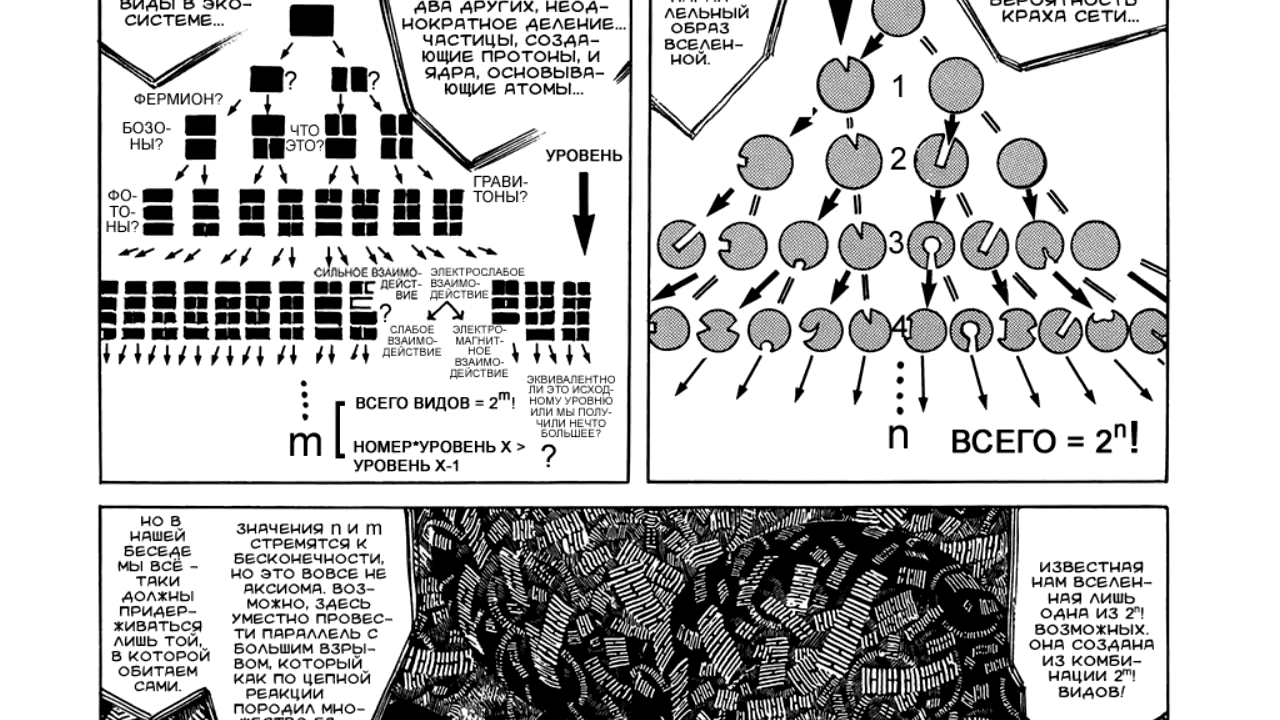 ВИДЫ В ЭКО-
СИСТЕМЕ...
ДВА ДРУГИХ, НЕОД-
НОКРАТНОЕ ДЕЛЕНИЕ...
ЧАСТИЦЫ, СОЗДА-
ЮЩИЕ ПРОТОНЫ, И
ЯДРА, ОСНОВЫВА-
ЮЩИЕ АТОМЫ...
?
?
ФЕРМИОН?
БОЗО-
НЫ?
ЧТО
ЭТО?
ФО-
ТО-
НЫ?
ГРАВИ-
ТОНЫ?
УРОВЕНЬ
СИЛЬНОЕ ВЗАИМО-
ДЕЙСТ-
ВИЕ
?
ЭЛЕКТРОСЛАБОЕ
ВЗАИМО-
ДЕЙСТВИЕ
СЛАБОЕ
ВЗАИМО-
ДЕЙСТВИЕ
ЭЛЕКТРО-
МАГНИТ-
НОЕ
ВЗАИМО-
ДЕЙСТВИЕ
ЭКВИВАЛЕНТНО
ЛИ ЭТО ИСХОД-
НОМУ УРОВНЮ
ИЛИ МЫ ПОЛУ-
ЧИЛИ НЕЧТО
БОЛЬШЕЕ?
?
m
ВСЕГО ВИДОВ = 2ᵐ!
НОМЕР*УРОВЕНЬ X >
УРОВЕНЬ X-1
ЛЕЛЬНЫЙ
ОБРАЗ
ВСЕЛЕН-
НОЙ.
ВЕРОЯТНОСТЬ
КРАХА СЕТИ...
1
2
3
4
n
ВСЕГО = 2ⁿ!
НО В
НАШЕЙ
БЕСЕДЕ
МЫ ВСЁ -
ТАКИ
ДОЛЖНЫ
ПРИДЕР-
ЖИВАТЬСЯ
ЛИШЬ ТОЙ,
В КОТОРОЙ
ОБИТАЕМ
САМИ.
ЗНАЧЕНИЯ n И m
СТРЕМЯТСЯ К
БЕСКОНЕЧНОСТИ,
НО ЭТО ВОВСЕ НЕ
АКСИОМА. ВОЗ-
МОЖНО, ЗДЕСЬ
УМЕСТНО ПРОВЕС-
ТИ ПАРАЛЛЕЛЬ С
БОЛЬШИМ ВЗРЫ-
ВОМ, КОТОРЫЙ
КАК ПО ЦЕПНОЙ
РЕАКЦИИ
ПОРОДИЛ МНО-
ИЗВЕСТНАЯ
НАМ ВСЕЛЕН-
НАЯ ЛИШЬ
ОДНА ИЗ 2ⁿ!
ВОЗМОЖНЫХ.
ОНА СОЗДАНА
ИЗ КОМБИ-
НАЦИИ 2ᵐ!
ВИДОВ!